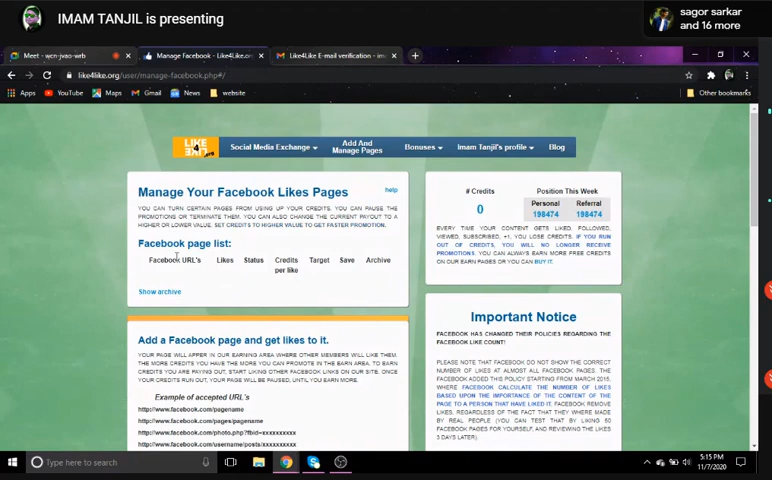 IMAM TANJIL is presenting
sagor sarkar
and 16 more
Meet - wcn-jvao-wrb
Manage Facebook - Like4Like.or
Like4Like E-mail verification - im
like4like.org/user/manage-facebook.php#/
Apps
YouTube
Maps
Gmail
News
website
Other bookmarks
LIKE
Social Media Exchange
Add And
Manage Pages
Bonuses
Imam Tanjil's profile
Blog
Manage Your Facebook Likes Pages
help
YOU CAN TURN CERTAIN PAGES FROM USING UP YOUR CREDITS. YOU CAN PAUSE THE
PROMOTIONS OR TERMINATE THEM. YOU CAN ALSO CHANGE THE CURRENT PAYOUT TO A
HIGHER OR LOWER VALUE. SET CREDITS TO HIGHER VALUE TO GET FASTER PROMOTION.
Facebook page list:
Facebook URL's
Likes
Status
Credits
per like
Target
Save
Archive
Show archive
Add a Facebook page and get likes to it.
YOUR PAGE WILL APPER IN OUR EARNING AREA WHERE OTHER MEMBERS WILL LIKE THEM.
THE MORE CREDITS YOU HAVE THE MORE YOU CAN PROMOTE IN THE EARN AREA. TO EARN
CREDITS YOU ARE PAYING OUT, START LIKING OTHER FACEBOOK LINKS ON OUR SITE. ONCE
YOUR CREDITS RUN OUT, YOUR PAGE WILL BE PAUSED, UNTIL YOU EARN MORE.
Example of accepted URL's
http://www.facebook.com/pagename
http://www.facebook.com/pages/pagename
http://www.facebook.com/photo.php?fbid=xxxxxxxxxx
http://www.facebook.com/username/posts/xxxxxxxxxx
# Credits
0
Position This Week
Personal
Referral
198474
198474
EVERY TIME YOUR CONTENT GETS LIKED, FOLLOWED,
VIEWED, SUBSCRIBED, +1, YOU LOSE CREDITS. IF YOU RUN
OUT OF CREDITS, YOU WILL NO LONGER RECEIVE
PROMOTIONS. YOU CAN ALWAYS EARN MORE FREE CREDITS
ON OUR EARN PAGES OR YOU CAN BUY IT.
Important Notice
FACEBOOK HAS CHANGED THEIR POLICIES REGARDING THE
FACEBOOK LIKE COUNT!
PLEASE NOTE THAT FACEBOOK DO NOT SHOW THE CORRECT
NUMBER OF LIKES AT ALMOST ALL FACEBOOK PAGES. THE
FACEBOOK ADDED THIS POLICY STARTING FROM MARCH 2015,
WHERE FACEBOOK CALCULATE THE NUMBER OF LIKES
BASED UPON THE IMPORTANCE OF THE CONTENT OF THE
PAGE TO A PERSON THAT HAVE LIKED IT. FACEBOOK REMOVE
LIKES, REGARDLESS OF THE FACT THAT THEY WHERE MADE
BY REAL PEOPLE (YOU CAN TEST THAT BY LIKING 50
FACEBOOK PAGES FOR YOURSELF, AND REVIEWING THE LIKES
3 DAYS LATER).
Type here to search
5:15 PM
11/7/2020